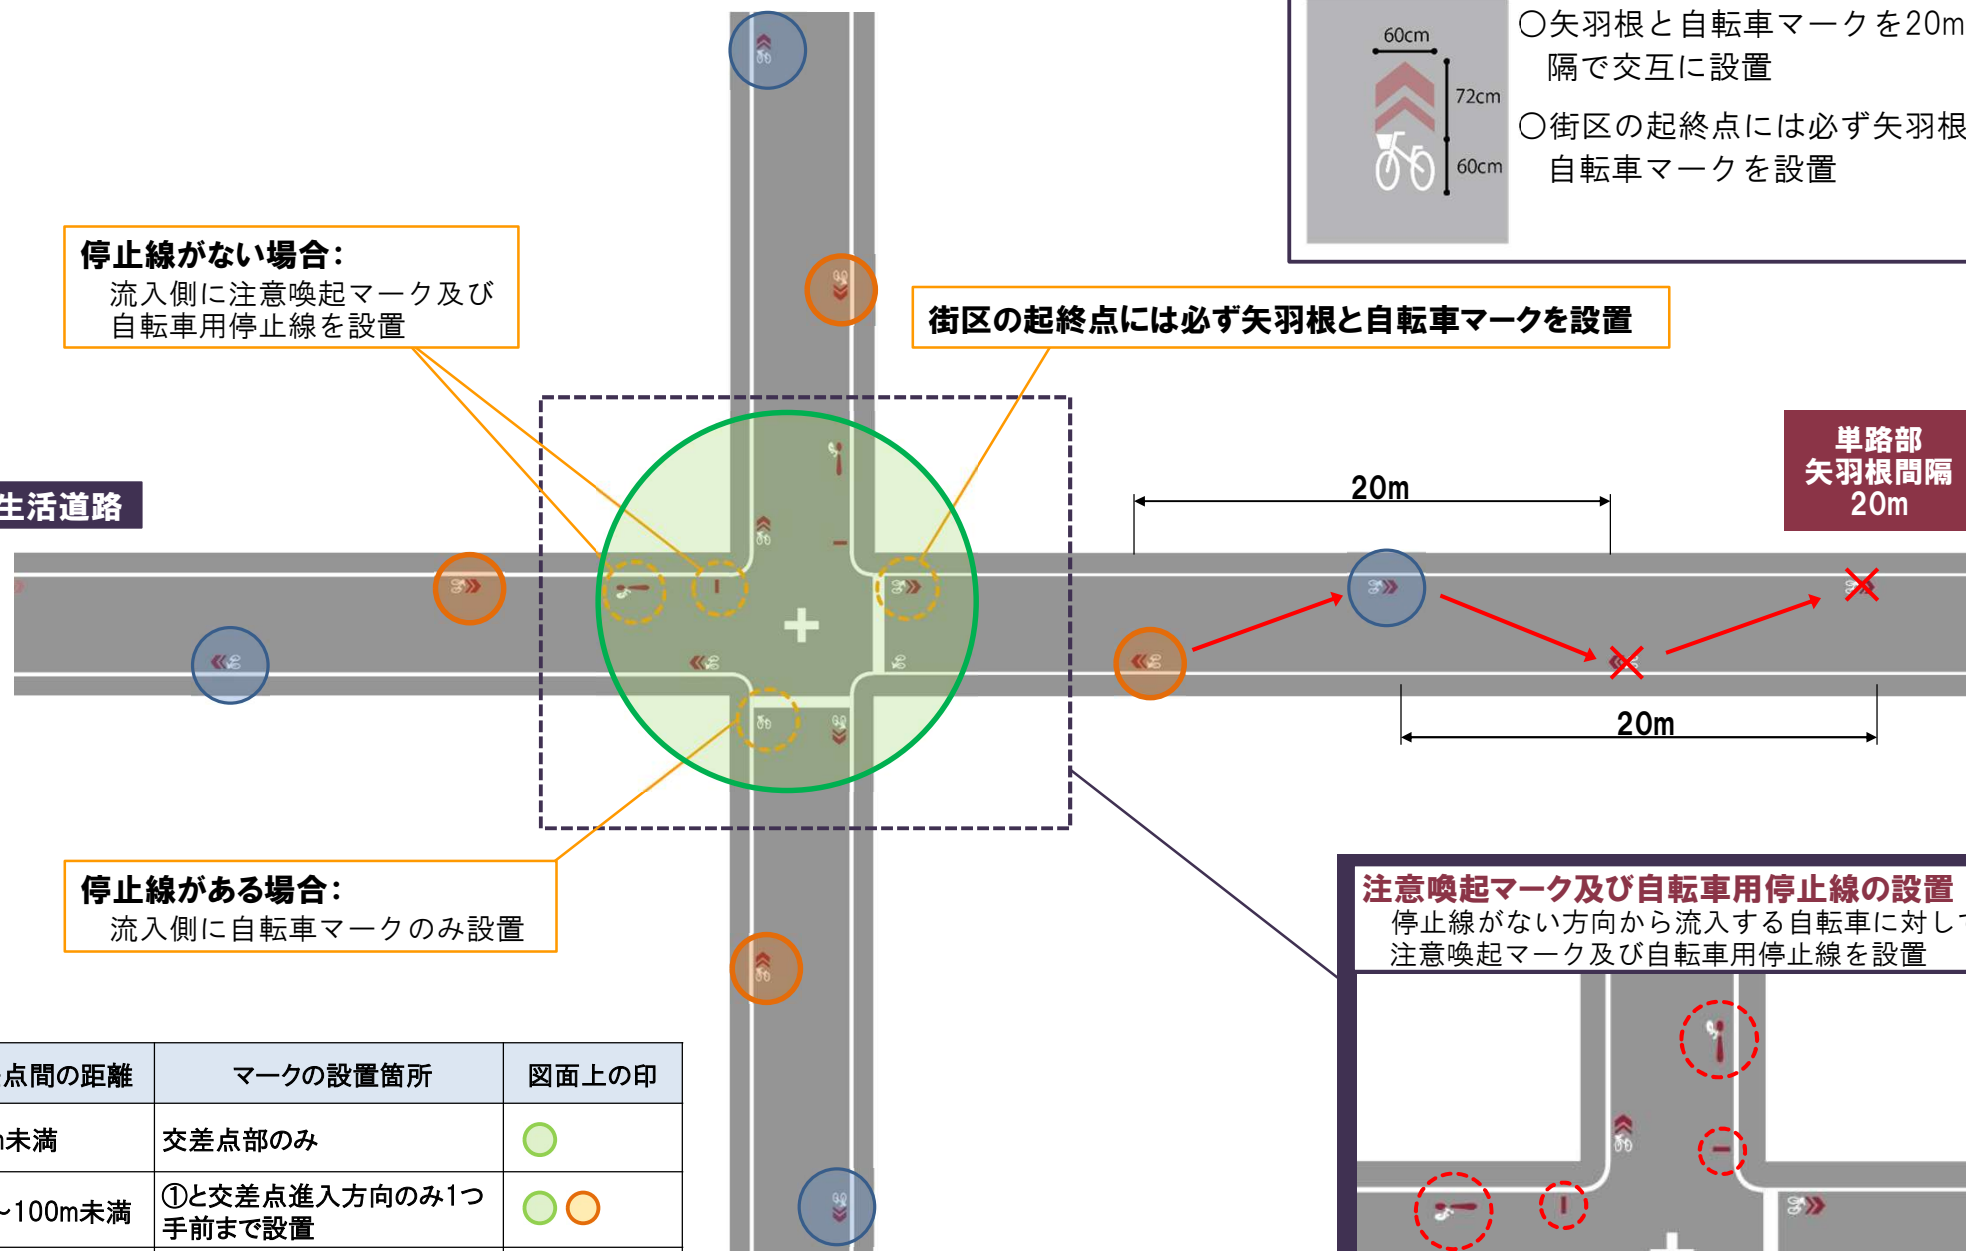 60cm
72cm
60cm
〇矢羽根と自転車マークを20m
隔で交互に設置
〇街区の起終点には必ず矢羽根
自転車マークを設置
停止線がない場合：
流入側に注意喚起マーク及び
自転車用停止線を設置
街区の起終点には必ず矢羽根と自転車マークを設置
生活道路
単路部
矢羽根間隔
20m
20m
20m
停止線がある場合：
流入側に自転車マークのみ設置
注意喚起マーク及び自転車用停止線の設置
停止線がない方向から流入する自転車に対して
注意喚起マーク及び自転車用停止線を設置
点間の距離
マークの設置箇所
図面上の印
m未満
交差点部のみ
～100m未満
①と交差点進入方向のみ1つ
手前まで設置